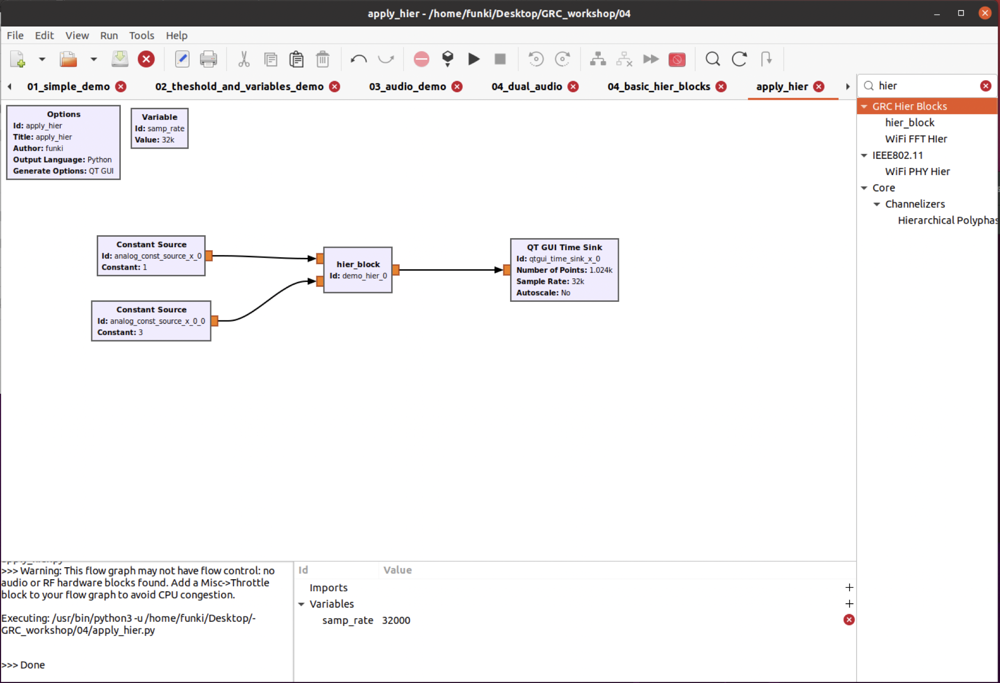 apply_hier - /home/funki/Desktop/GRC_workshop/04
File Edit View Run Tools Help
01_simple_demo 02_theshold_and_variables_demo 03_audio_demo 04_dual_audio 04_basic_hier_blocks apply_hier
hier
GRC Hier Blocks
hier_block
WiFi FFT HIer
IEEE802.11
WiFi PHY Hier
Core
Channelizers
Hierarchical Polyphas
Options
Id: apply_hier
Title: apply_hier
Author: funki
Output Language: Python
Generate Options: QT GUI
Variable
Id: samp_rate
Value: 32k
Constant Source
Id: analog_const_source_x_0
Constant: 1
Constant Source
Id: analog_const_source_x_0_0
Constant: 3
hier_block
Id: demo_hier_0
QT GUI Time Sink
Id: qtgui_time_sink_x_0
Number of Points: 1.024k
Sample Rate: 32k
Autoscale: No
>>> Warning: This flow graph may not have flow control: no
audio or RF hardware blocks found. Add a Misc->Throttle
block to your flow graph to avoid CPU congestion.
Executing: /usr/bin/python3 -u /home/funki/Desktop/-
GRC_workshop/04/apply_hier.py
>>> Done
Id Value
Imports
Variables
samp_rate 32000